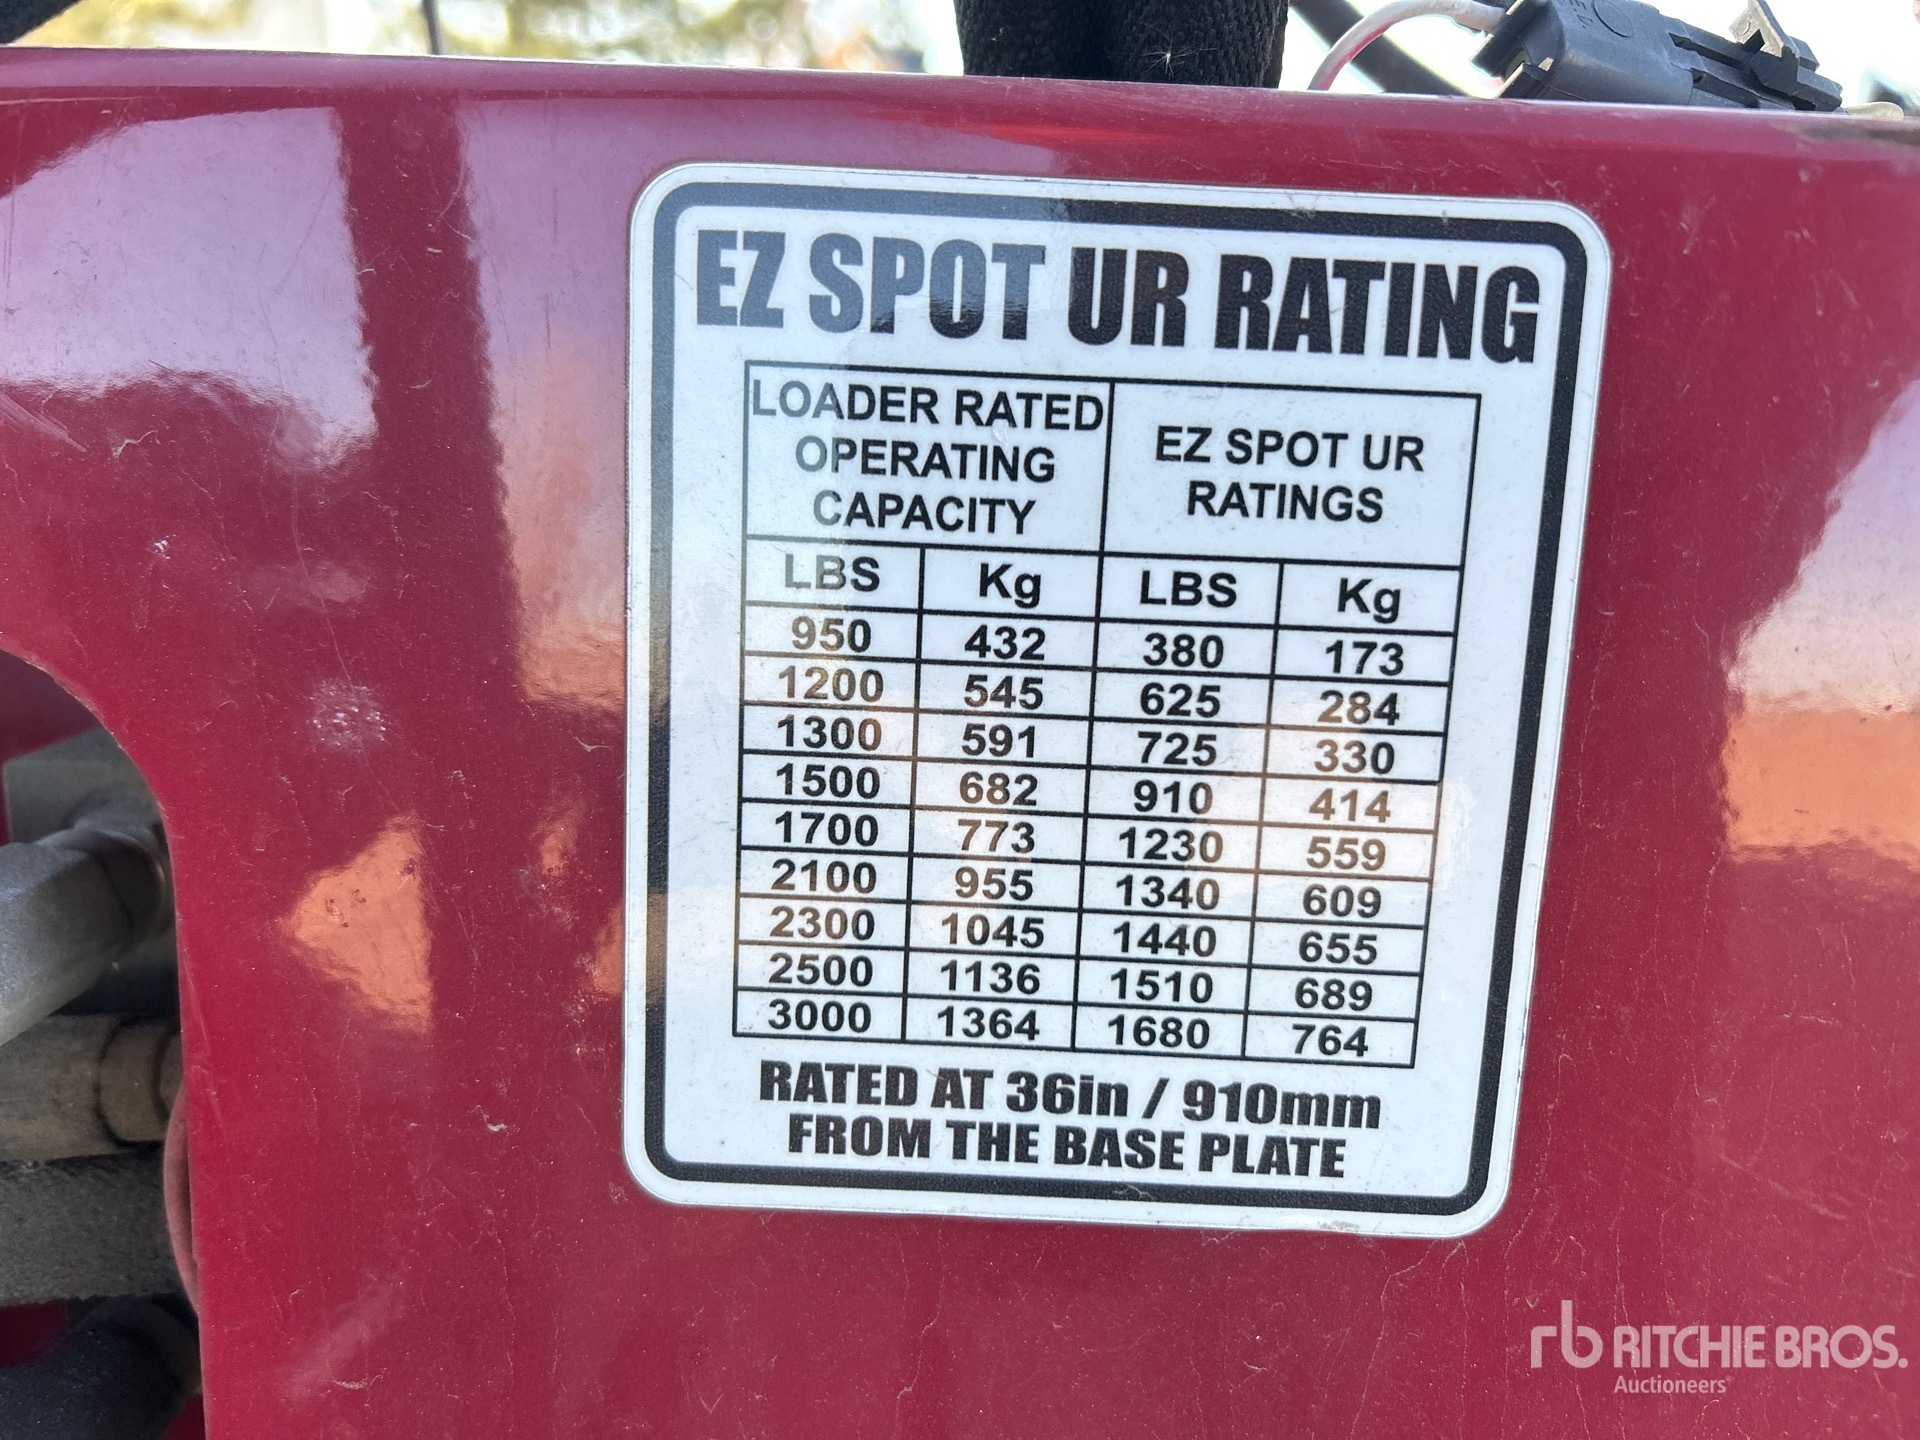 EZ SPOT UR RATING
LOADER RATED
OPERATING
CAPACITY
EZ SPOT UR
RATINGS
LBS Kg LBS Kg
950 432 380 173
1200 545 625 284
1300 591 725 330
1500 682 910 414
1700 773 1230 559
2100 955 1340 609
2300 1045 1440 655
2500 1136 1510 689
3000 1364 1680 764
RATED AT 36in / 910mm
FROM THE BASE PLATE
rb RITCHIE BROS.
Auctioneers